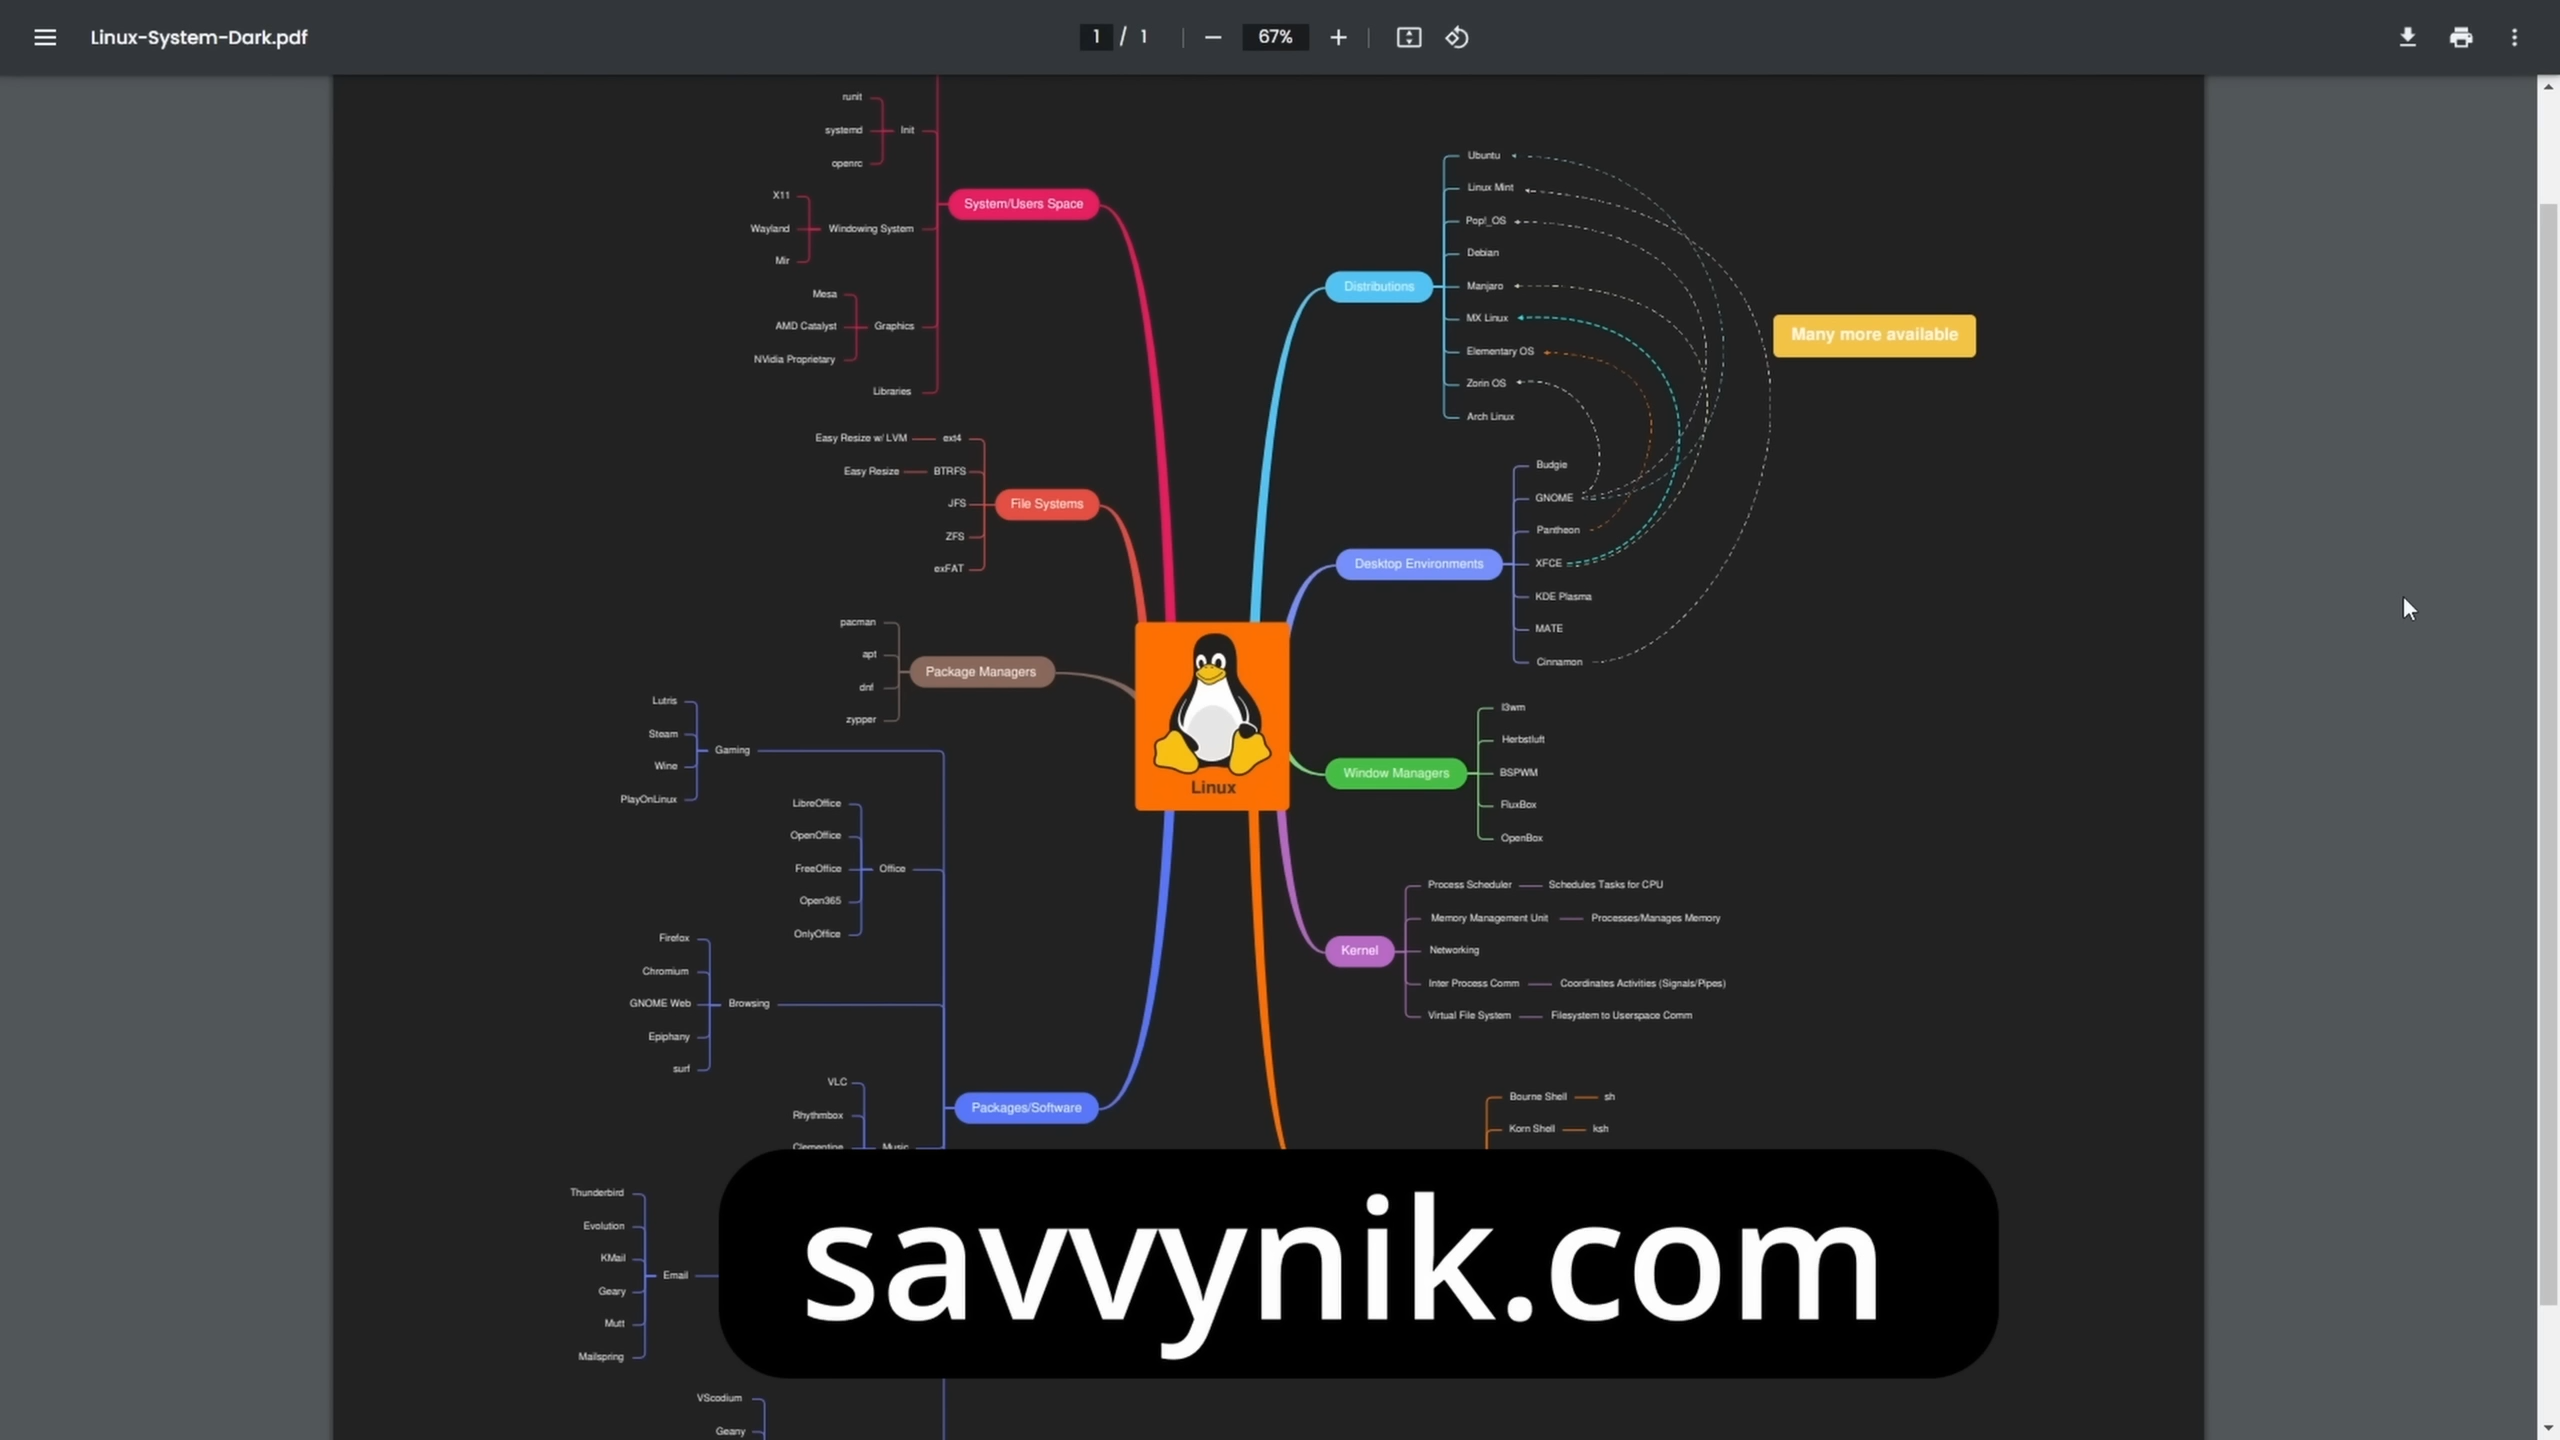 Linux-System-Dark.pdf
1 / 1
67%
runit
systemd
openrc
Init
X11
Wayland
Mir
Windowing System
Mesa
AMD Catalyst
NVidia Proprietary
Graphics
Libraries
System/Users Space
Easy Resize w/ LVM
ext4
Easy Resize
BTRFS
JFS
ZFS
exFAT
File Systems
pacman
apt
dnf
zypper
Package Managers
Lutris
Steam
Wine
PlayOnLinux
Gaming
LibreOffice
OpenOffice
FreeOffice
Open365
OnlyOffice
Office
Firefox
Chromium
GNOME Web
Epiphany
surf
Browsing
VLC
Rhythmbox
Clementine
Music
Packages/Software
Thunderbird
Evolution
KMail
Geary
Mutt
Mailspring
Email
VScodium
Geany
Linux
Distributions
Ubuntu
Linux Mint
Pop!_OS
Debian
Manjaro
MX Linux
Elementary OS
Zorin OS
Arch Linux
Many more available
Desktop Environments
Budgie
GNOME
Pantheon
XFCE
KDE Plasma
MATE
Cinnamon
Window Managers
I3wm
Herbstluft
BSPWM
FluxBox
OpenBox
Kernel
Process Scheduler
Schedules Tasks for CPU
Memory Management Unit
Processes/Manages Memory
Networking
Inter Process Comm
Coordinates Activities (Signals/Pipes)
Virtual File System
Filesystem to Userspace Comm
Bourne Shell
sh
Korn Shell
ksh
savvynik.com